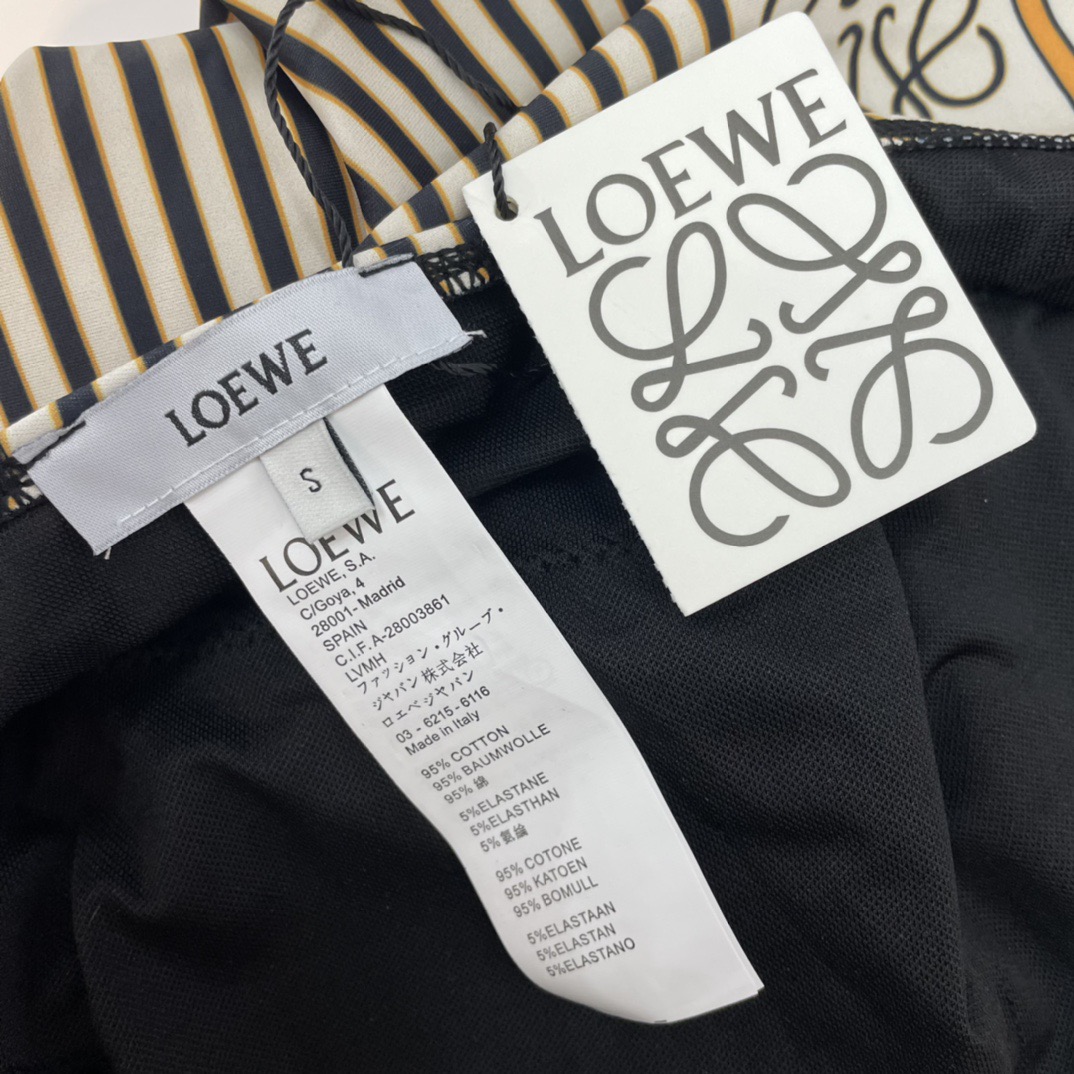 LOEWE
LOEWE
S
LOEWE
LOEWE, S.A.
C/Goya, 4
28001- Madrid
SPAIN
C.I.F. A-28003861
LVMH
ファッション・グループ・
ジャパン 株式会社
ロエベジャパン
03 - 6215 - 6116
Made in Italy
95% COTTON
95% BAUMWOLLE
95% 綿
5%ELASTANE
5%ELASTHAN
5% 氨綸
95% COTONE
95% KATOEN
95% BOMULL
5%ELASTAAN
5%ELASTAN
5%ELASTANO